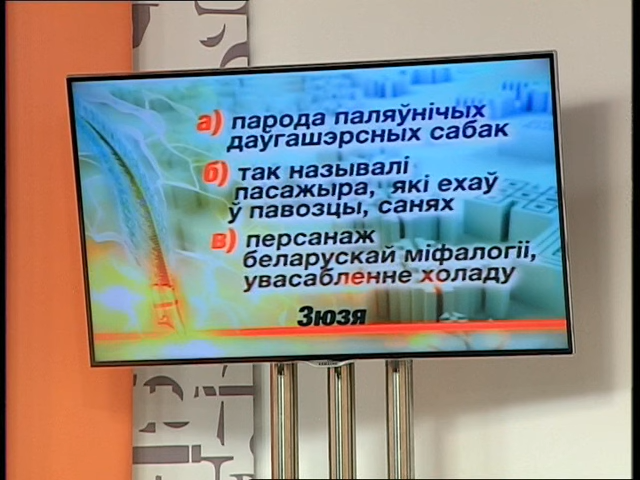 а) парода паляўнічых
даўгашэрсных сабак
б) так называлі
пасажыра, які ехаў
ў павозцы, санях
в) персанаж
беларускай міфалогіі,
увасабленне холаду
Зюзя